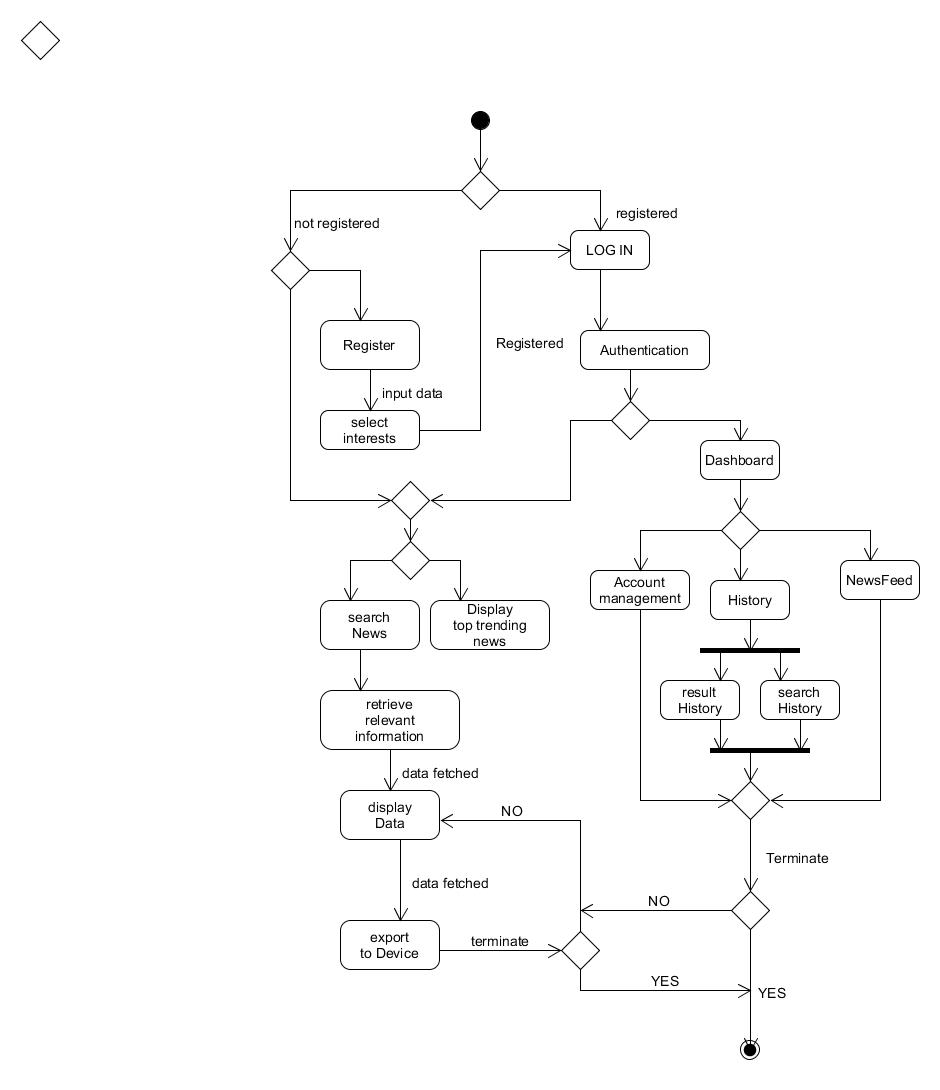 registered
not registered
LOG IN
Register
Registered
Authentication
input data
select
interests
Dashboard
Account
management
History
NewsFeed
search
News
Display
top trending
news
result
History
search
History
retrieve
relevant
information
data fetched
display
Data
NO
Terminate
data fetched
NO
export
to Device
terminate
YES
YES